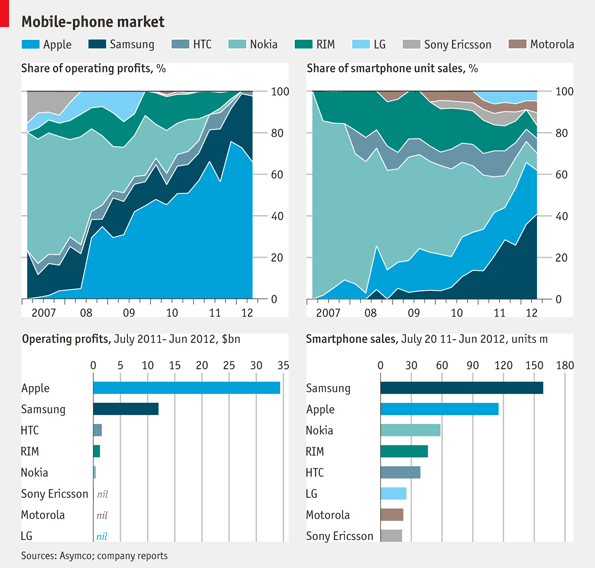 Mobile-phone market
Apple Samsung HTC Nokia RIM LG Sony Ericsson Motorola
Share of operating profits, %
100
80
60
40
20
0
2007 08 09 10 11 12
Share of smartphone unit sales, %
100
80
60
40
20
0
2007 08 09 10 11 12
Operating profits, July 2011- Jun 2012, $bn
0 5 10 15 20 25 30 35
Apple
Samsung
HTC
RIM
Nokia
Sony Ericsson nil
Motorola nil
LG nil
Smartphone sales, July 20 11- Jun 2012, units m
0 30 60 90 120 150 180
Samsung
Apple
Nokia
RIM
HTC
LG
Motorola
Sony Ericsson
Sources: Asymco; company reports